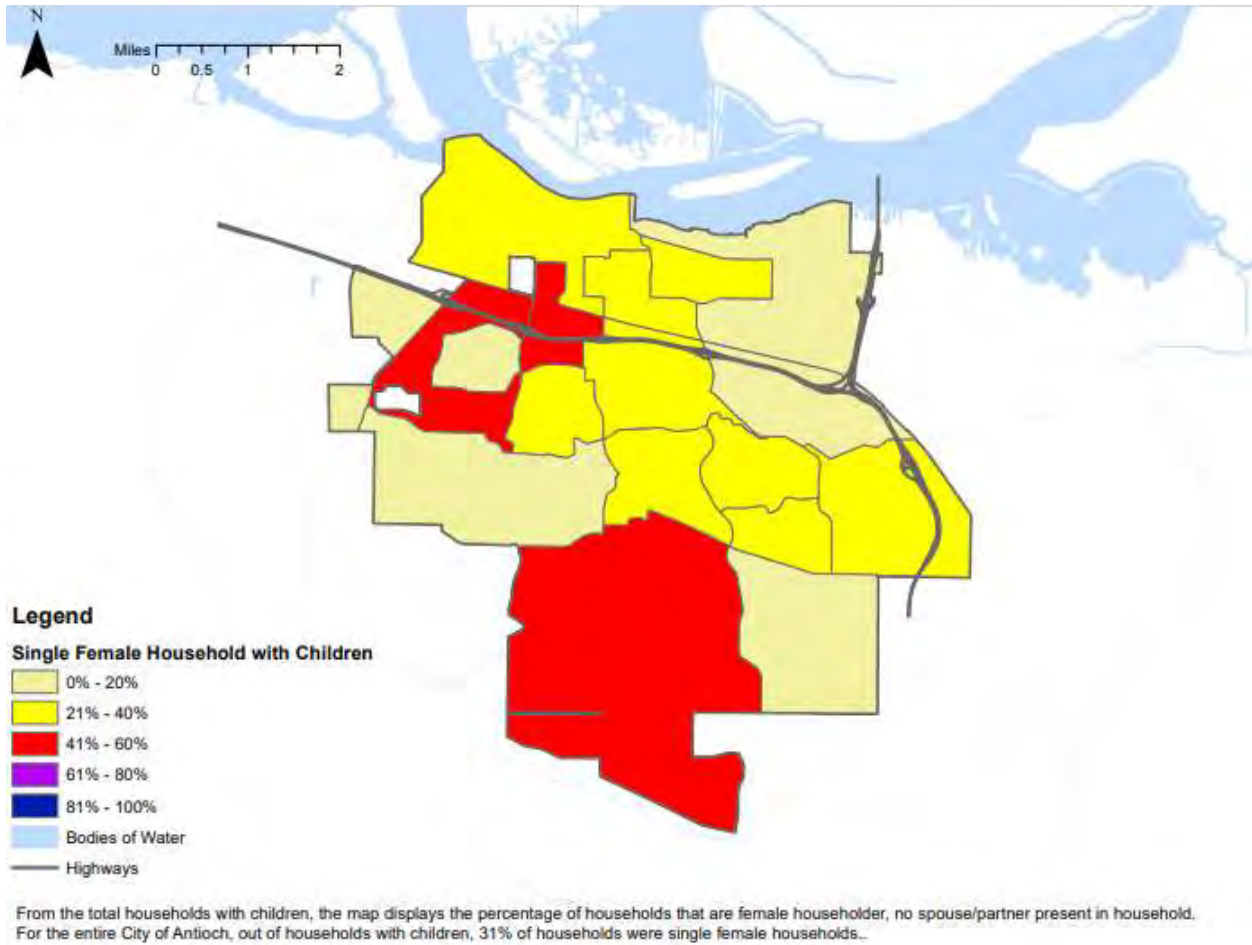 N
Miles
0 0.5 1 2
Legend
Single Female Household with Children
0% - 20%
21% - 40%
41% - 60%
61% - 80%
81% - 100%
Bodies of Water
Highways
From the total households with children, the map displays the percentage of households that are female householder, no spouse/partner present in household.
For the entire City of Antioch, out of households with children, 31% of households were single female households..